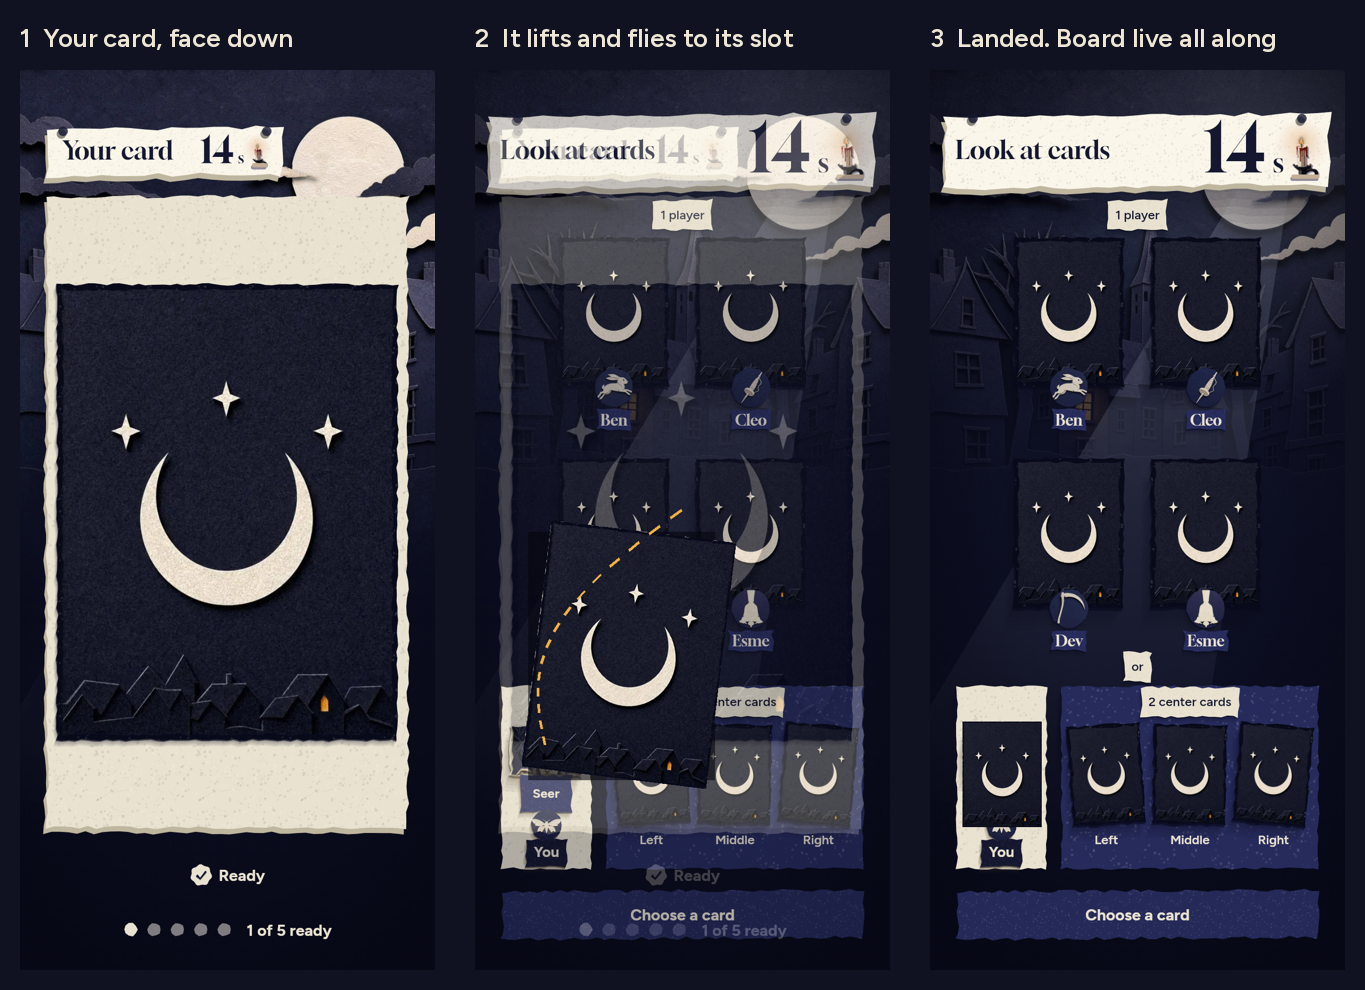 1 Your card, face down
Your card 14 s
Ready
1 of 5 ready
2 It lifts and flies to its slot
Look at cards 14 s
1 player
Ben
Cleo
Esme
Seer
You
Left
Middle
Right
Ready
Choose a card
1 of 5 ready
3 Landed. Board live all along
Look at cards 14 s
1 player
Ben
Cleo
Dev
Esme
or
2 center cards
You
Left
Middle
Right
Choose a card